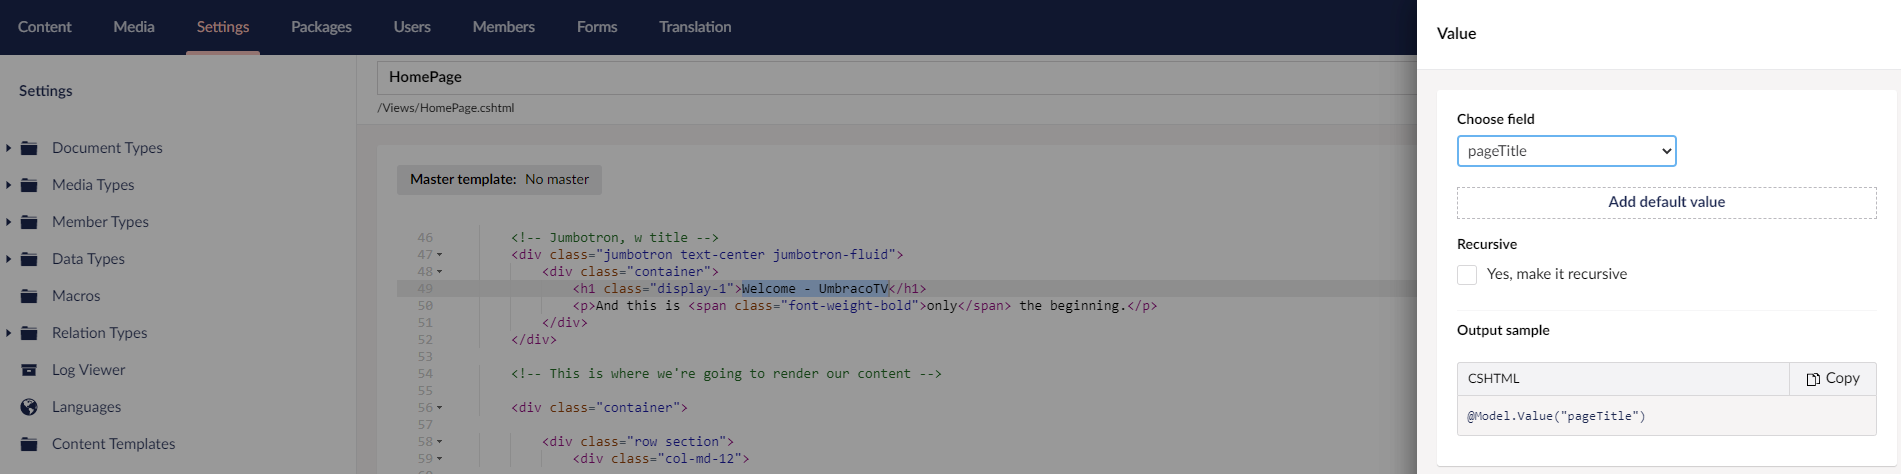 Content Media Settings Packages Users Members Forms Translation
Settings
Document Types
Media Types
Member Types
Data Types
Macros
Relation Types
Log Viewer
Languages
Content Templates
HomePage
/Views/HomePage.cshtml
Master template: No master
46 <!-- Jumbotron, w title -->
47 <div class="jumbotron text-center jumbotron-fluid">
48 <div class="container">
49 <h1 class="display-1">Welcome - UmbracoTV</h1>
50 <p>And this is <span class="font-weight-bold">only</span> the beginning.</p>
51 </div>
52 </div>
53
54 <!-- This is where we're going to render our content -->
55
56 <div class="container">
57
58 <div class="row section">
59 <div class="col-md-12">
Value
Choose field
pageTitle
Add default value
Recursive
Yes, make it recursive
Output sample
CSHTML Copy
@Model.Value("pageTitle")